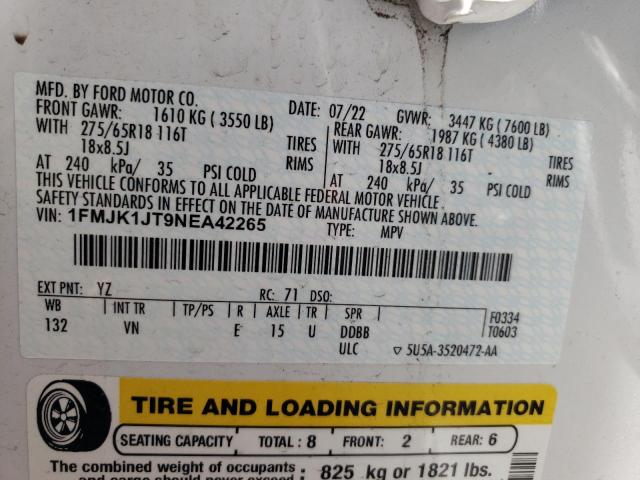 MFD. BY FORD MOTOR CO.
DATE: 07/22 GVWR: 3447 KG ( 7600 LB)
FRONT GAWR: 1610 KG ( 3550 LB) REAR GAWR: 1987 KG ( 4380 LB)
WITH 275/65R18 116T TIRES WITH 275/65R18 116T TIRES
18x8.5J RIMS 18x8.5J RIMS
AT 240 kPa/ 35 PSI COLD AT 240 kPa/ 35 PSI COLD
THIS VEHICLE CONFORMS TO ALL APPLICABLE FEDERAL MOTOR VEHICLE
SAFETY STANDARDS IN EFFECT ON THE DATE OF MANUFACTURE SHOWN ABOVE.
VIN: 1FMJK1JT9NEA42265
TYPE: MPV
EXT PNT: YZ RC: 71 DSO:
WB INT TR TP/PS R AXLE TR SPR F0334
132 VN E 15 U DDBB T0603
ULC ▽ 5U5A-3520472-AA
TIRE AND LOADING INFORMATION
SEATING CAPACITY TOTAL : 8 FRONT: 2 REAR: 6
The combined weight of occupants
and cargo should never exceed : 825 kg or 1821 lbs.